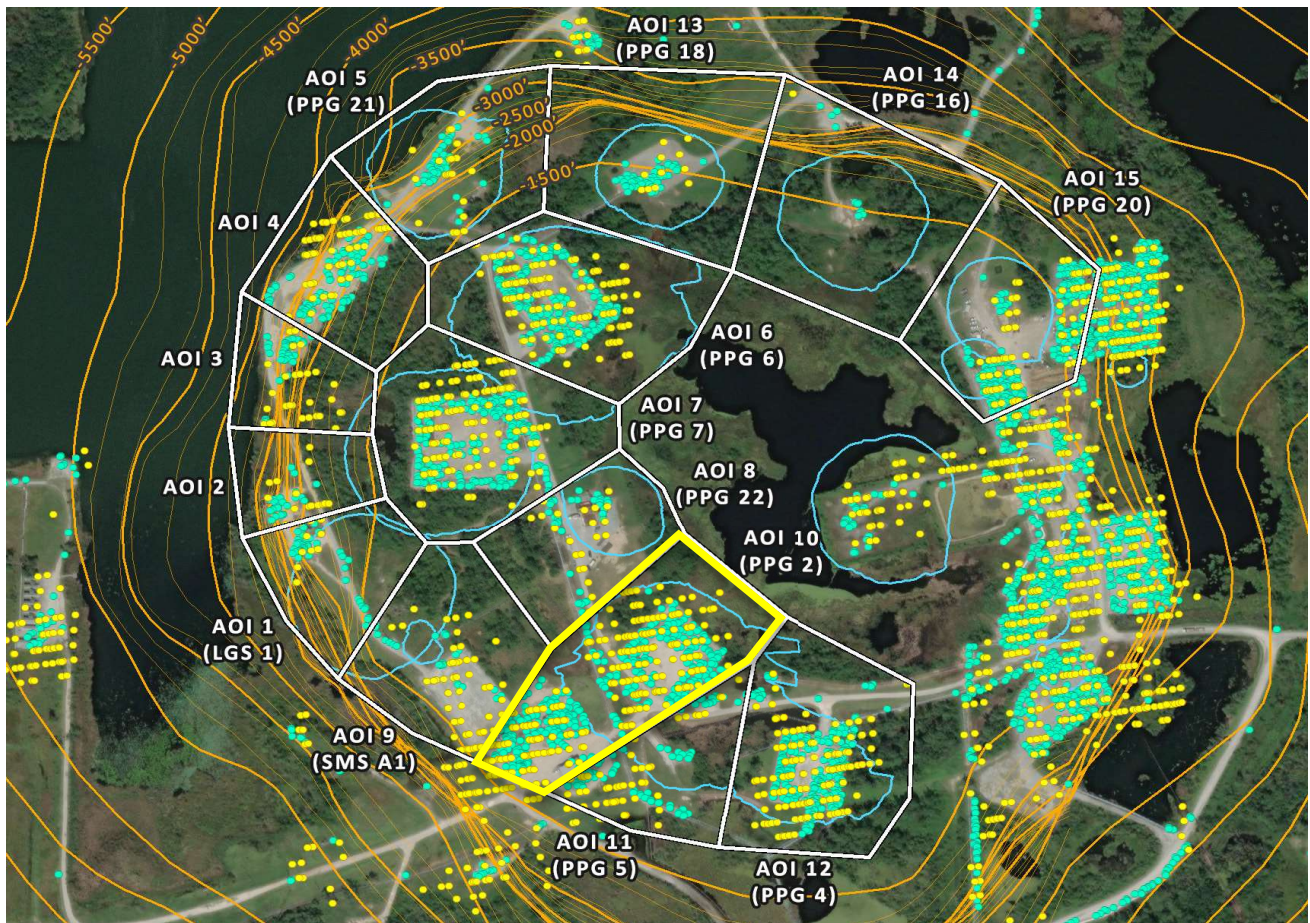 -5500'
-5000'
-4500'
-4000'
-3500'
-3000'
-2500'
-2000'
-1500'
AOI 13
(PPG 18)
AOI 5
(PPG 21)
AOI 14
(PPG 16)
AOI 15
(PPG 20)
AOI 4
AOI 3
AOI 6
(PPG 6)
AOI 7
(PPG 7)
AOI 2
AOI 8
(PPG 22)
AOI 10
(PPG 2)
AOI 1
(LGS 1)
AOI 9
(SMS A1)
AOI 11
(PPG 5)
AOI 12
(PPG 4)